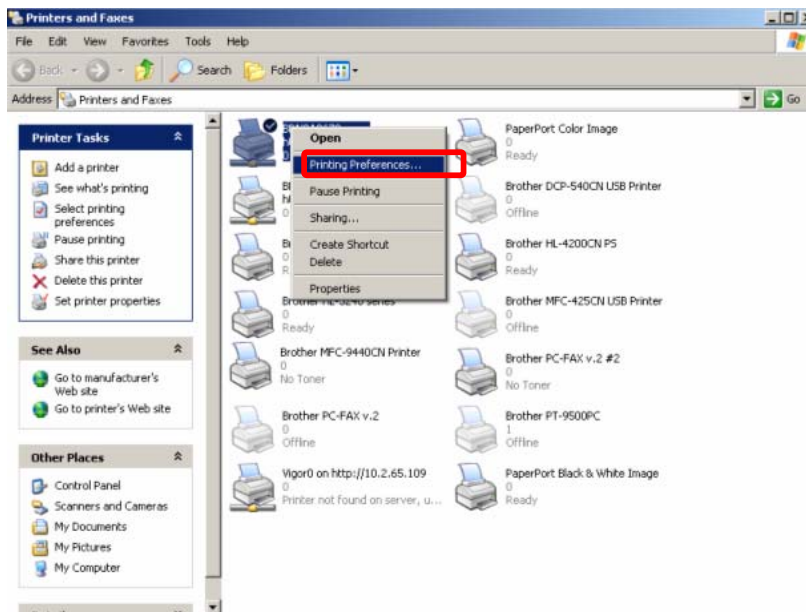 Printers and Faxes
File Edit View Favorites Tools Help
Back Search Folders
Address Printers and Faxes Go
Printer Tasks
Add a printer
See what's printing
Select printing
preferences
Pause printing
Share this printer
Delete this printer
Set printer properties
See Also
Go to manufacturer's
Web site
Go to printer's Web site
Other Places
Control Panel
Scanners and Cameras
My Documents
My Pictures
My Computer
Open
Printing Preferences...
Pause Printing
Sharing...
Create Shortcut
Delete
Properties
0
Ready
Brother MFC-9440CN Printer
0
No Toner
Brother PC-FAX v.2
0
Offline
Vigor0 on http://10.2.65.109
0
Printer not found on server, u...
PaperPort Color Image
0
Ready
Brother DCP-540CN USB Printer
0
Offline
Brother HL-4200CN PS
0
Ready
Brother MFC-425CN USB Printer
0
Offline
Brother PC-FAX v.2 #2
0
No Toner
Brother PT-9500PC
1
Offline
PaperPort Black & White Image
0
Ready